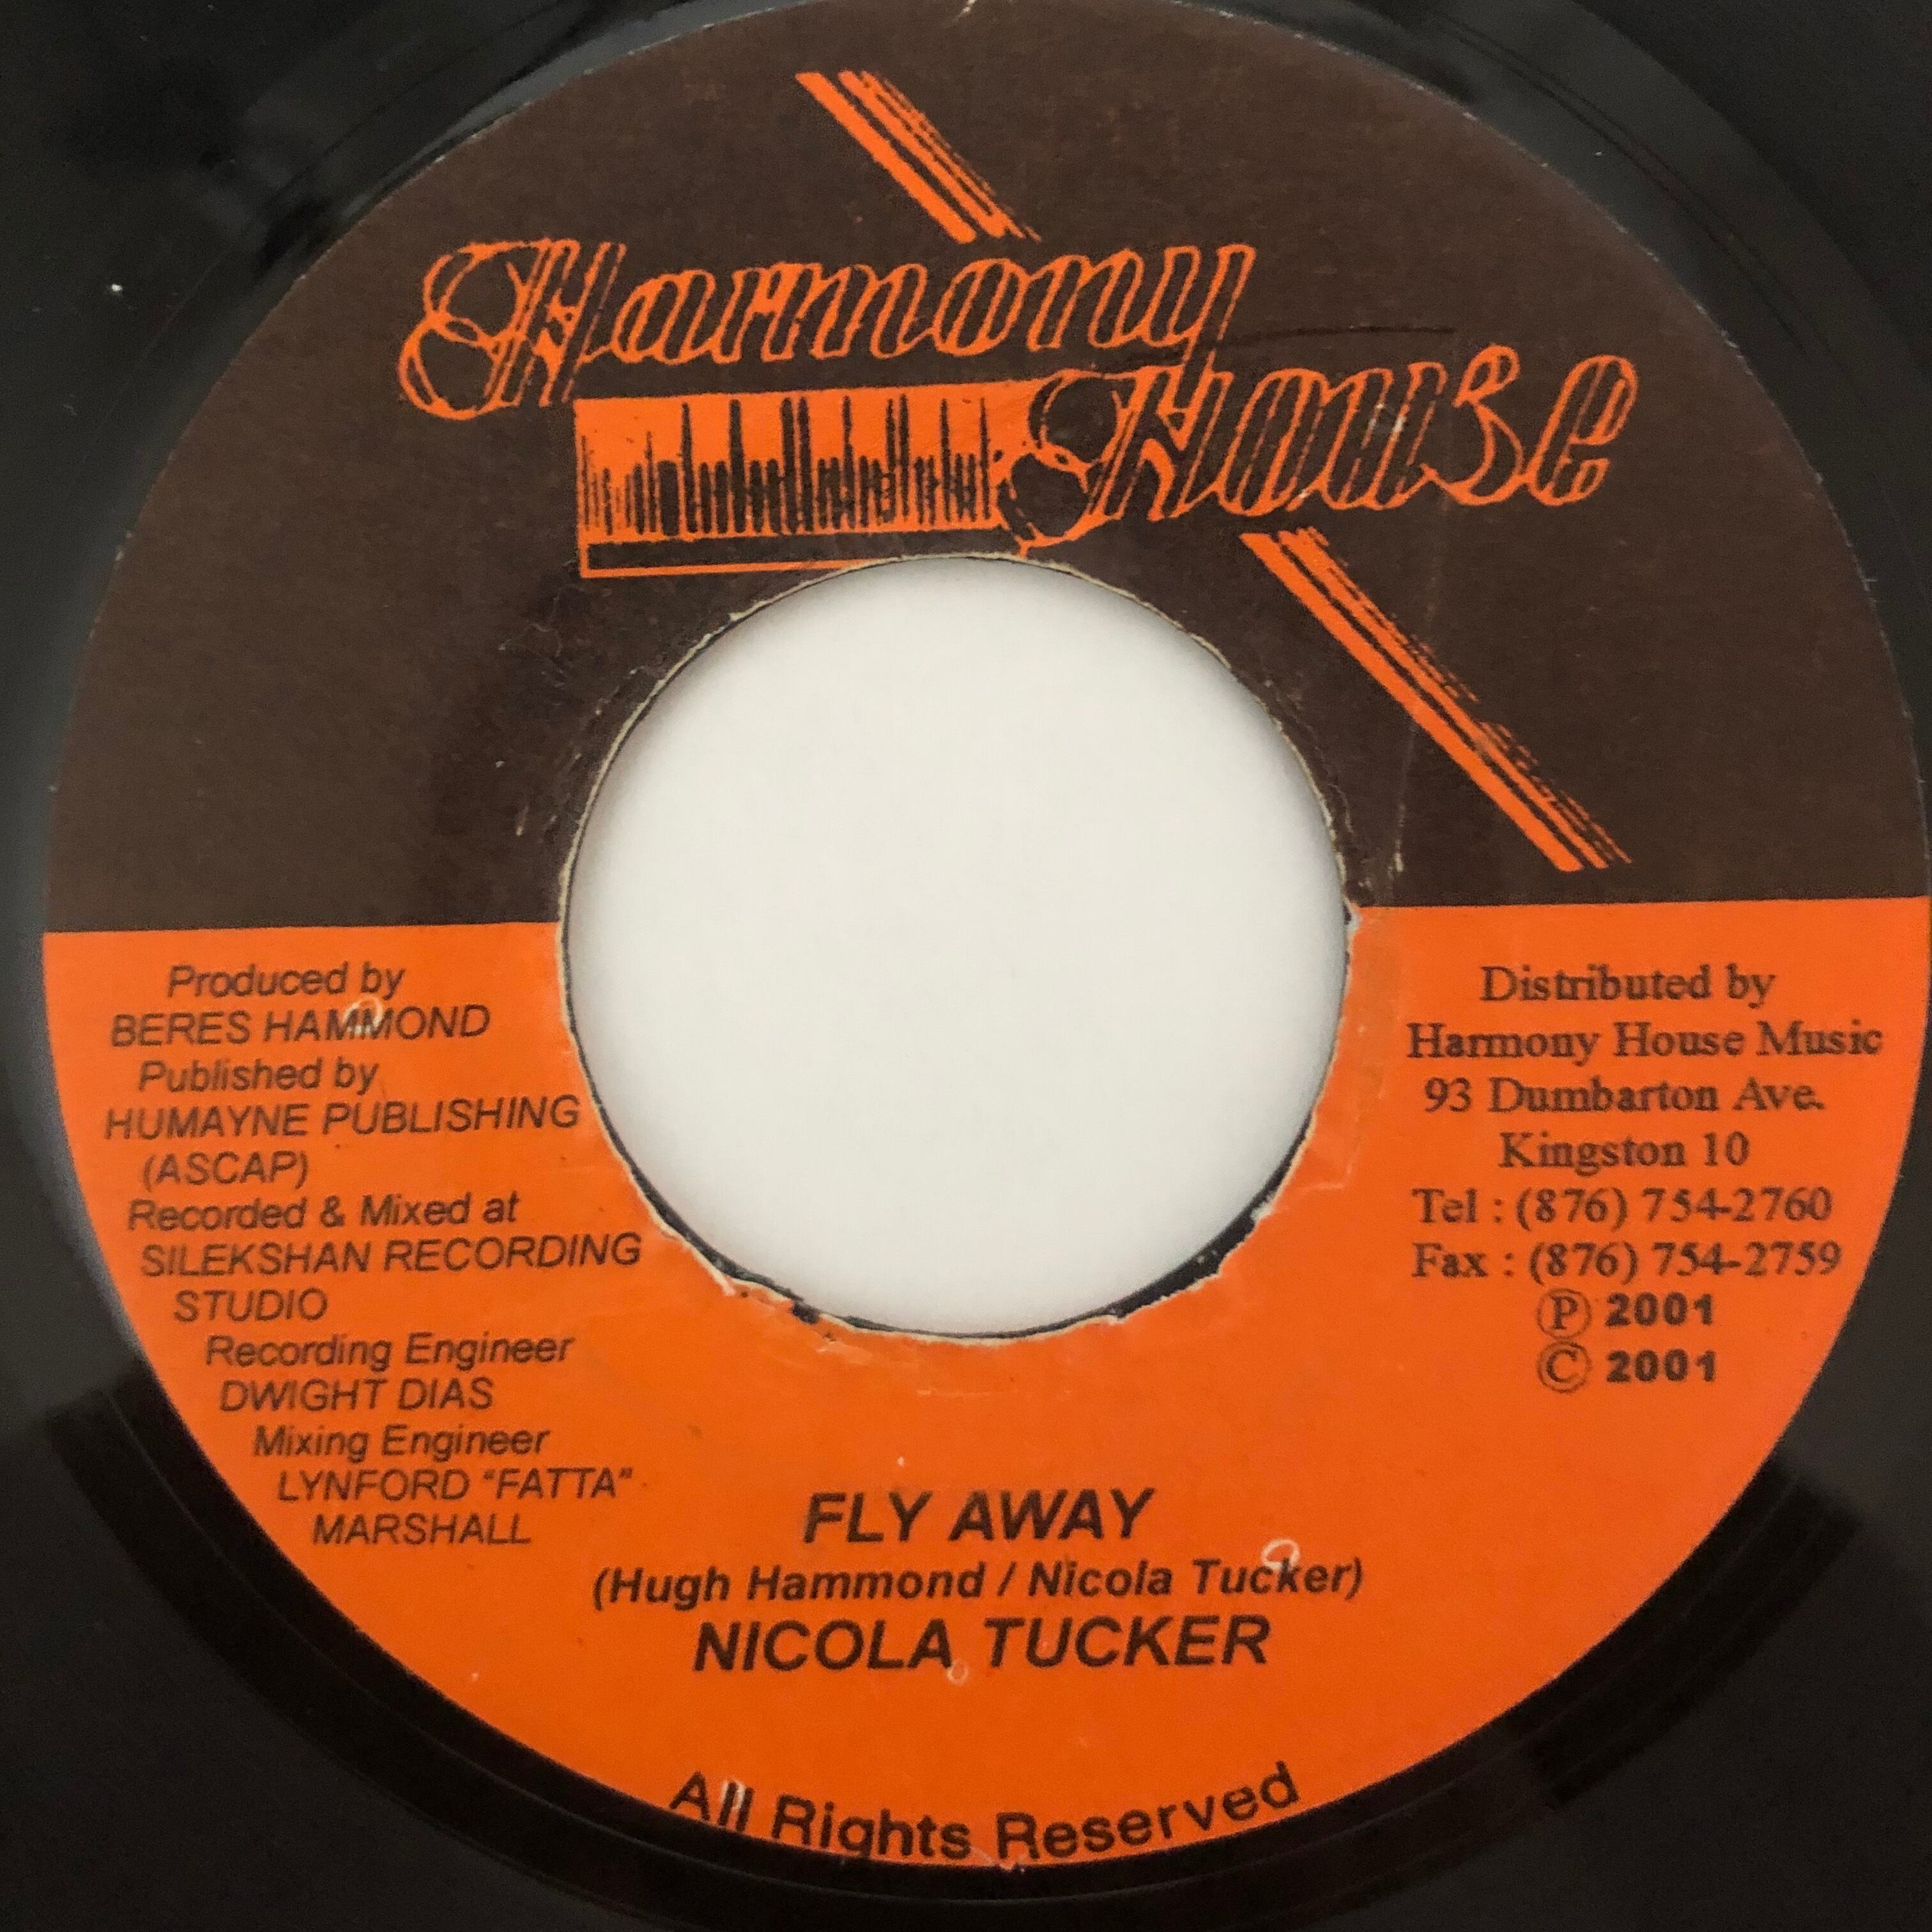 Harmony
House
Produced by
BERES HAMMOND
Published by
HUMAYNE PUBLISHING
(ASCAP)
Recorded & Mixed at
SILEKSHAN RECORDING
STUDIO
Recording Engineer
DWIGHT DIAS
Mixing Engineer
LYNFORD "FATTA"
MARSHALL
Distributed by
Harmony House Music
93 Dumbarton Ave.
Kingston 10
Tel : (876) 754-2760
Fax : (876) 754-2759
Ⓟ 2001
© 2001
FLY AWAY
(Hugh Hammond / Nicola Tucker)
NICOLA TUCKER
All Rights Reserved